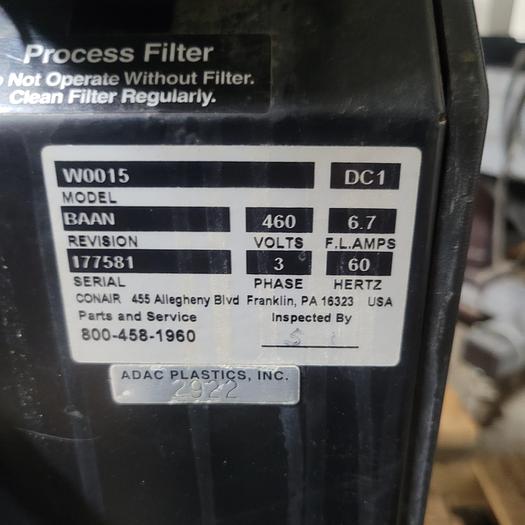 Process Filter
Not Operate Without Filter.
Clean Filter Regularly.
W0015 DC1
MODEL
BAAN 460 6.7
REVISION VOLTS F.L.AMPS
177581 3 60
SERIAL PHASE HERTZ
CONAIR 455 Allegheny Blvd Franklin, PA 16323 USA
Parts and Service Inspected By
800-458-1960
ADAC PLASTICS, INC.
2922